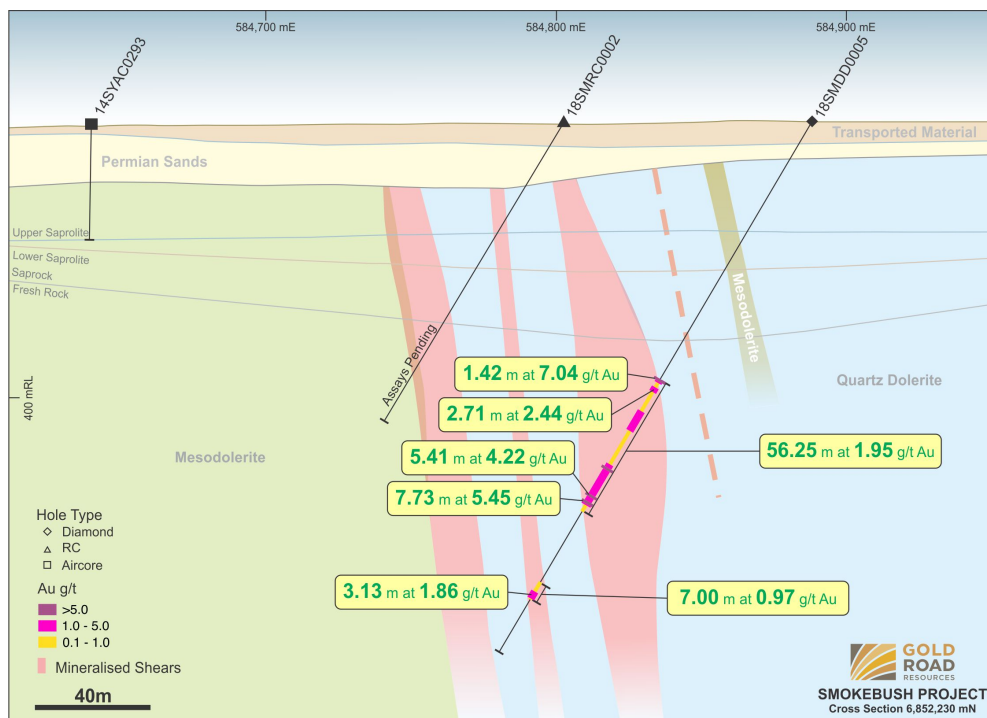 584,700 mE
584,800 mE
584,900 mE
14SYAC0293
18SMRC0002
18SMDD0005
Transported Material
Permian Sands
Upper Saprolite
Lower Saprolite
Saprock
Fresh Rock
Mesodolerite
Assays Pending
400 mRL
1.42 m at 7.04 g/t Au
2.71 m at 2.44 g/t Au
Quartz Dolerite
56.25 m at 1.95 g/t Au
5.41 m at 4.22 g/t Au
Mesodolerite
7.73 m at 5.45 g/t Au
3.13 m at 1.86 g/t Au
7.00 m at 0.97 g/t Au
Hole Type
Diamond
RC
Aircore
Au g/t
>5.0
1.0 - 5.0
0.1 - 1.0
Mineralised Shears
40m
GOLD
ROAD
RESOURCES
SMOKEBUSH PROJECT
Cross Section 6,852,230 mN